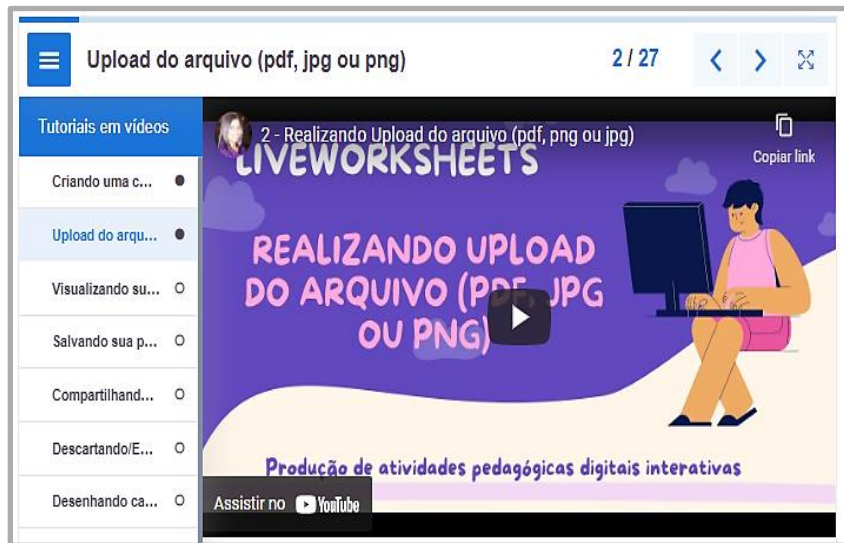 Upload do arquivo (pdf, jpg ou png)
2 / 27
Tutoriais em vídeos
Criando uma c...
Upload do arqu...
Visualizando su...
Salvando sua p...
Compartilhand...
Descartando/E...
Desenhando ca...
2 - Realizando Upload do arquivo (pdf, png ou jpg)
Copiar link
LIVEWORKSHEETS
REALIZANDO UPLOAD
DO ARQUIVO (PDF, JPG
OU PNG)
Produção de atividades pedagógicas digitais interativas
Assistir no YouTube